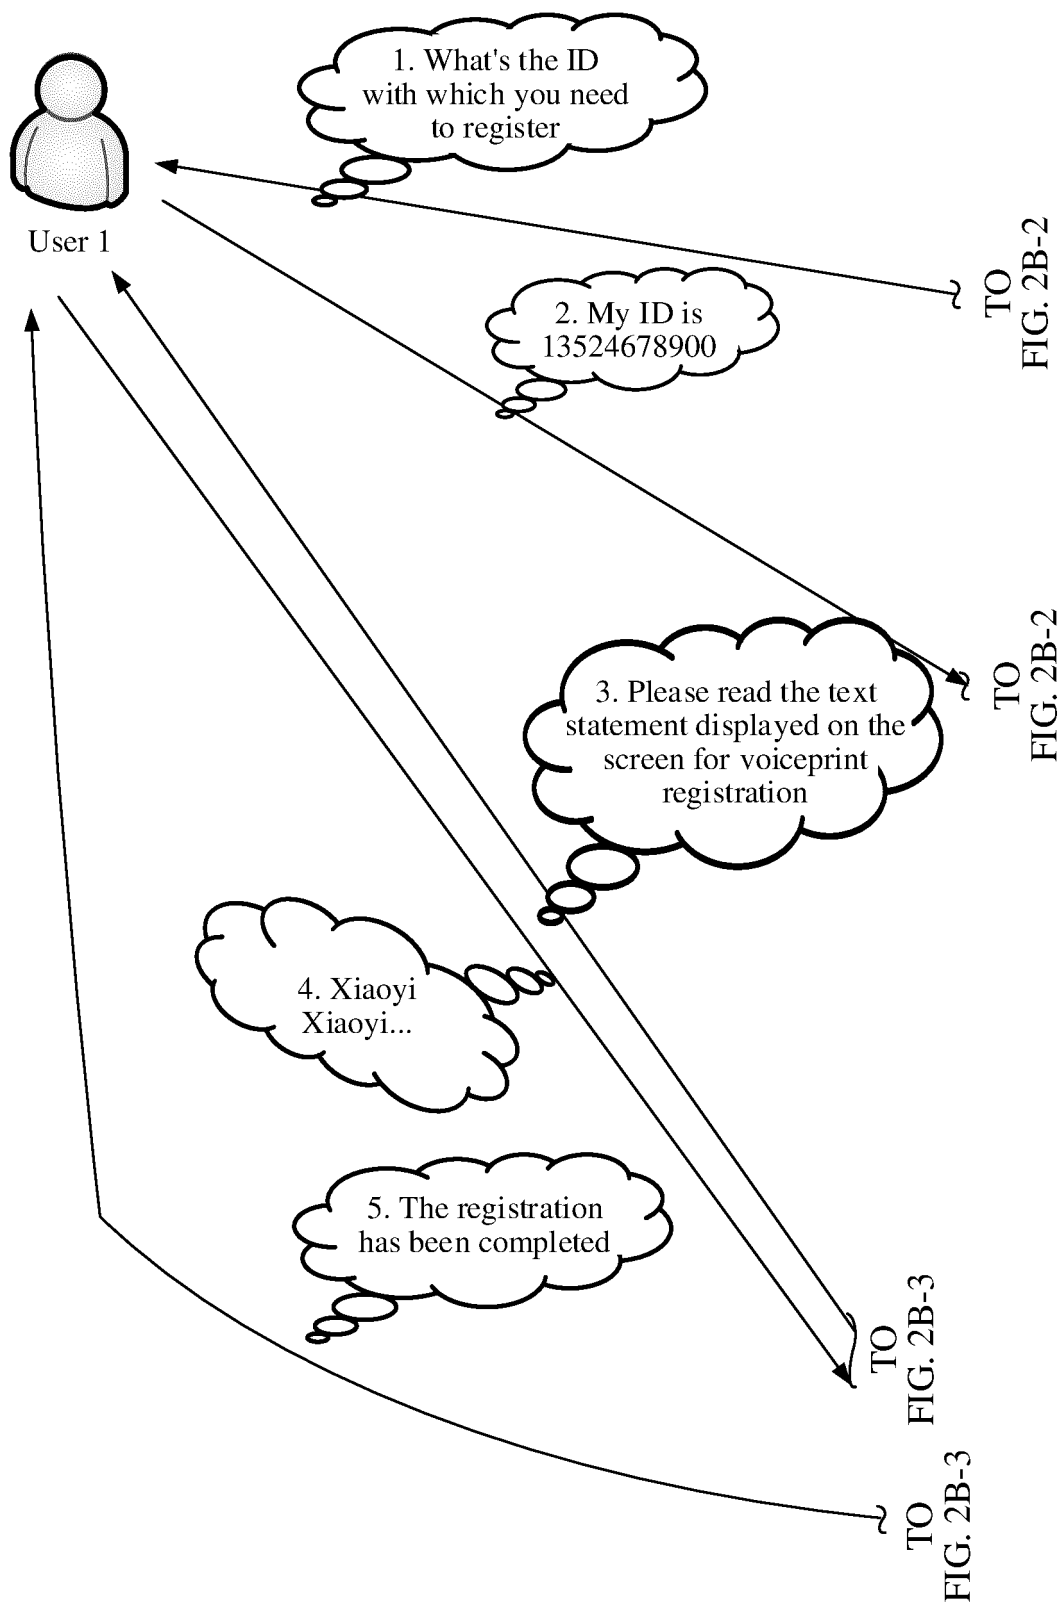 1. What's the ID
with which you need
to register
User 1
TO
FIG. 2B-2
2. My ID is
13524678900
TO
FIG. 2B-2
3. Please read the text
statement displayed on the
screen for voiceprint
registration
4. Xiaoyi
Xiaoyi...
5. The registration
has been completed
TO
FIG. 2B-3
TO
FIG. 2B-3